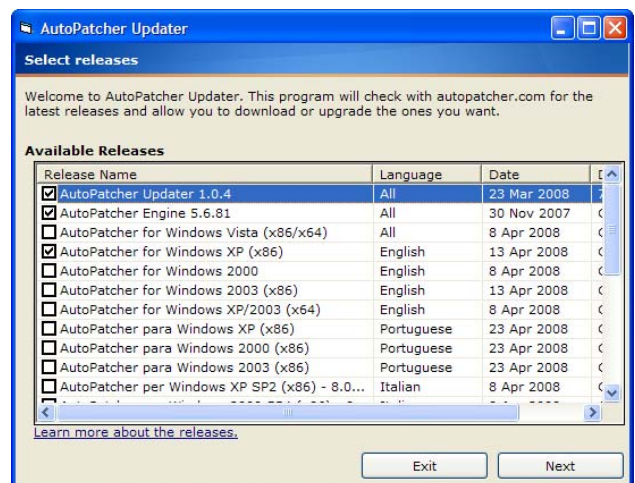 AutoPatcher Updater
Select releases
Welcome to AutoPatcher Updater. This program will check with autopatcher.com for the
latest releases and allow you to download or upgrade the ones you want.
Available Releases
Release Name Language Date
AutoPatcher Updater 1.0.4 All 23 Mar 2008
AutoPatcher Engine 5.6.81 All 30 Nov 2007
AutoPatcher for Windows Vista (x86/x64) All 8 Apr 2008
AutoPatcher for Windows XP (x86) English 13 Apr 2008
AutoPatcher for Windows 2000 English 8 Apr 2008
AutoPatcher for Windows 2003 (x86) English 13 Apr 2008
AutoPatcher for Windows XP/2003 (x64) English 8 Apr 2008
AutoPatcher para Windows XP (x86) Portuguese 23 Apr 2008
AutoPatcher para Windows 2000 (x86) Portuguese 23 Apr 2008
AutoPatcher para Windows 2003 (x86) Portuguese 23 Apr 2008
AutoPatcher per Windows XP SP2 (x86) - 8.0... Italian 8 Apr 2008
Learn more about the releases.
Exit Next